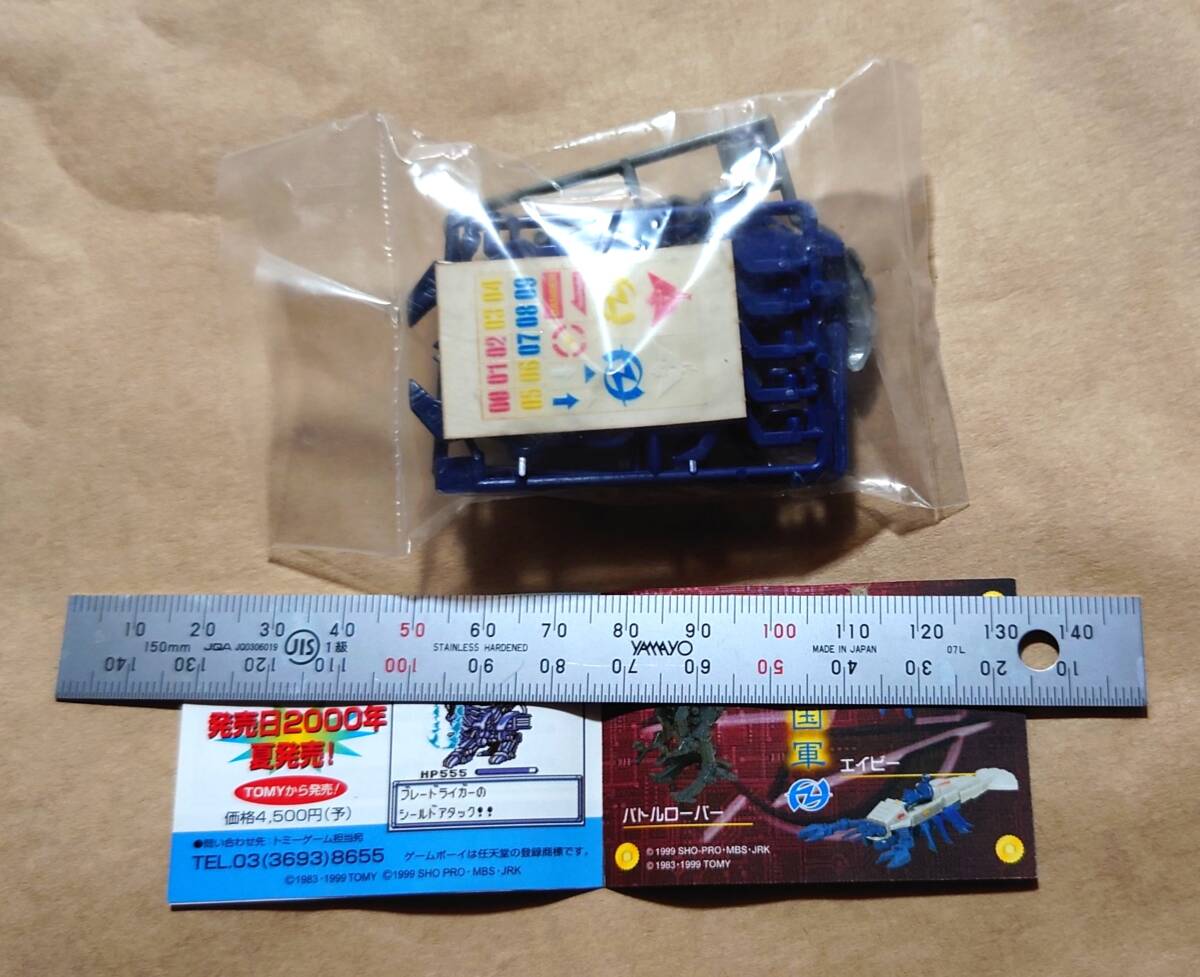 00 01 02 03 04
05 06 07 08 09
10 20 30 40 50 60 70 80 90 100 110 120 130 140
150mm JQA JQ0306019 JIS 1級 STAINLESS HARDENED YAMAYO MADE IN JAPAN 07L
140 130 120 110 100 90 80 70 60 50 40 30 20 10
発売日2000年
夏発売!
TOMYから発売!
価格4,500円(予)
HP555
ブレードライガーの
シールドアタック!!
●問い合わせ先:トミーゲーム担当宛
TEL.03(3693)8655 ゲームボーイは任天堂の登録商標です。
©1983・1999 TOMY ©1999 SHO PRO・MBS・JRK
国軍
エイピー
バトルローバー
© 1999 SHO-PRO・MBS・JRK
© 1983・1999 TOMY